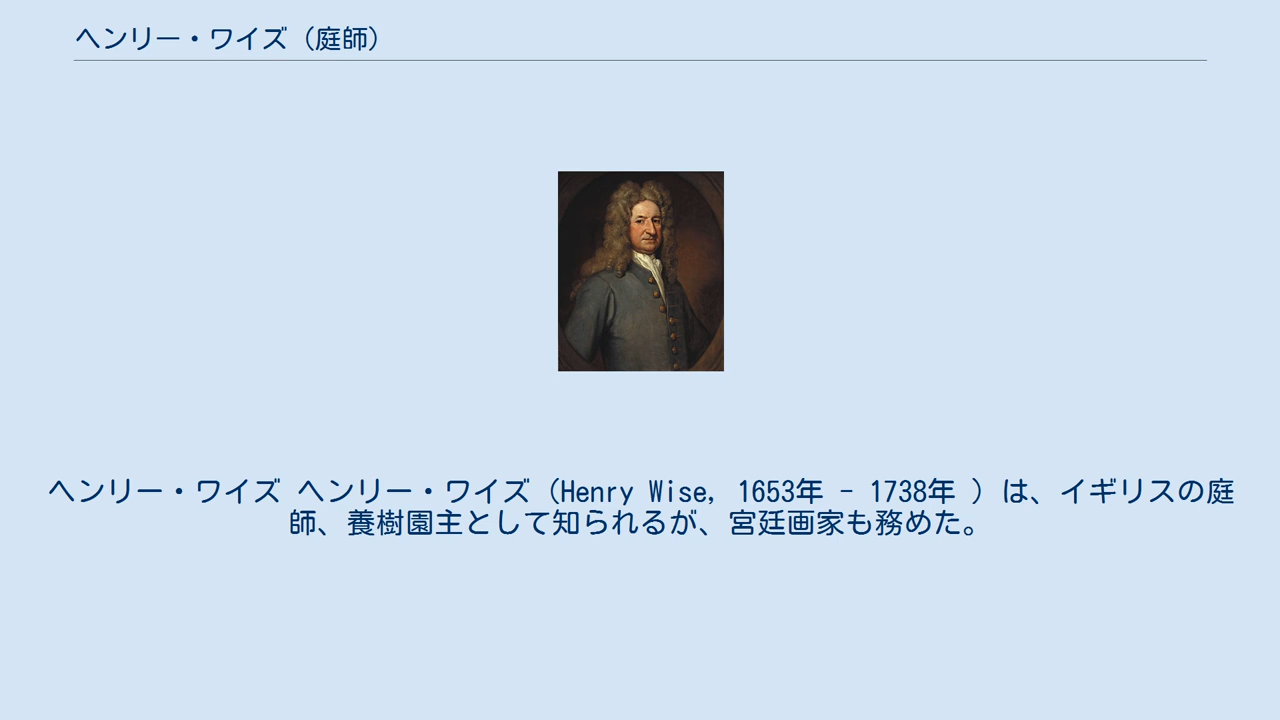 ヘンリー・ワイズ（庭師）
ヘンリー・ワイズ ヘンリー・ワイズ（Henry Wise, 1653年 - 1738年 ）は、イギリスの庭
師、養樹園主として知られるが、宮廷画家も務めた。